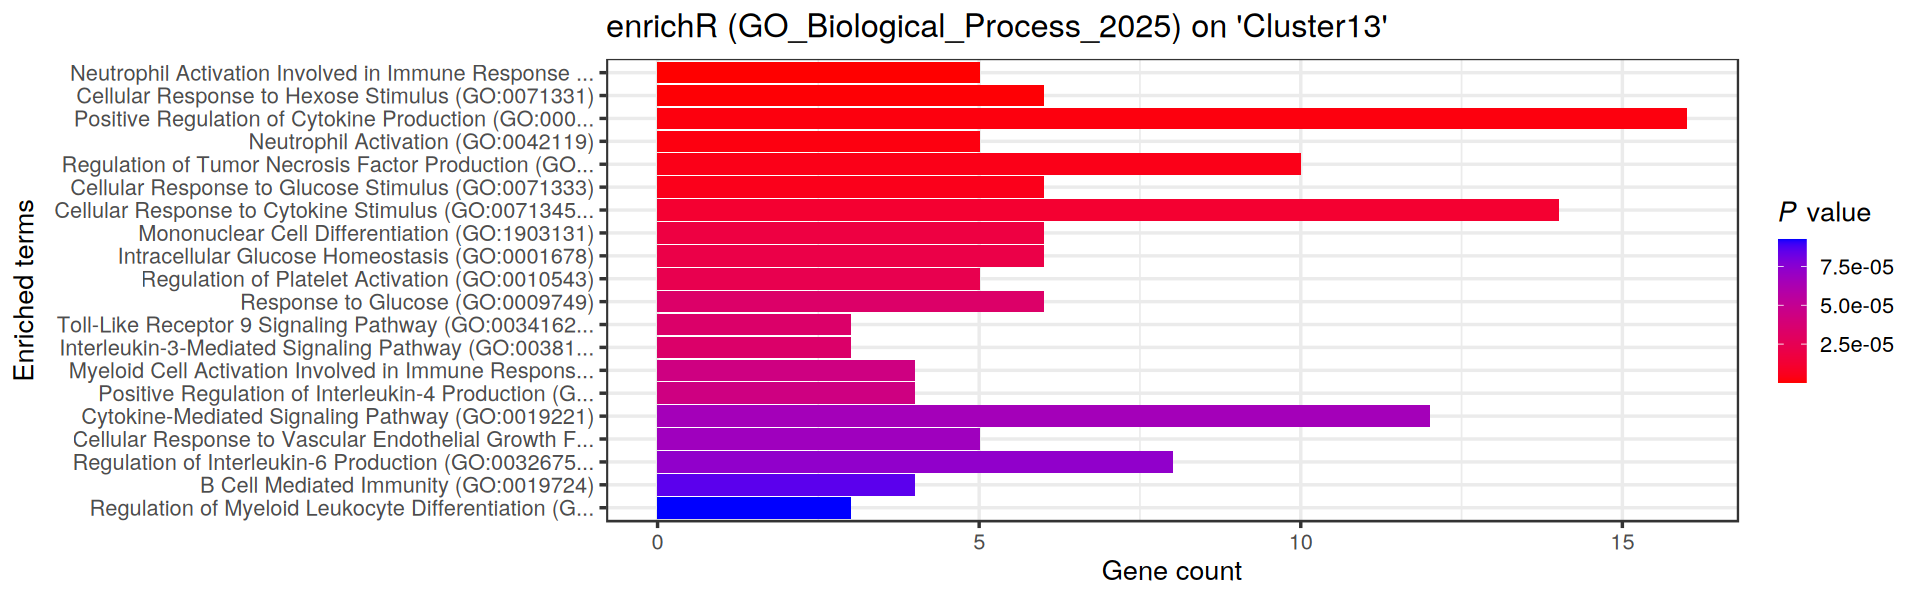 enrichR (GO_Biological_Process_2025) on 'Cluster13'
Neutrophil Activation Involved in Immune Response ...
Cellular Response to Hexose Stimulus (GO:0071331)
Positive Regulation of Cytokine Production (GO:000...
Neutrophil Activation (GO:0042119)
Regulation of Tumor Necrosis Factor Production (GO...
Cellular Response to Glucose Stimulus (GO:0071333)
Cellular Response to Cytokine Stimulus (GO:0071345...
Mononuclear Cell Differentiation (GO:1903131)
Intracellular Glucose Homeostasis (GO:0001678)
Regulation of Platelet Activation (GO:0010543)
Response to Glucose (GO:0009749)
Toll-Like Receptor 9 Signaling Pathway (GO:0034162...
Interleukin-3-Mediated Signaling Pathway (GO:00381...
Myeloid Cell Activation Involved in Immune Respons...
Positive Regulation of Interleukin-4 Production (G...
Cytokine-Mediated Signaling Pathway (GO:0019221)
Cellular Response to Vascular Endothelial Growth F...
Regulation of Interleukin-6 Production (GO:0032675...
B Cell Mediated Immunity (GO:0019724)
Regulation of Myeloid Leukocyte Differentiation (G...
Enriched terms
0 5 10 15
Gene count
P value
7.5e-05
5.0e-05
2.5e-05